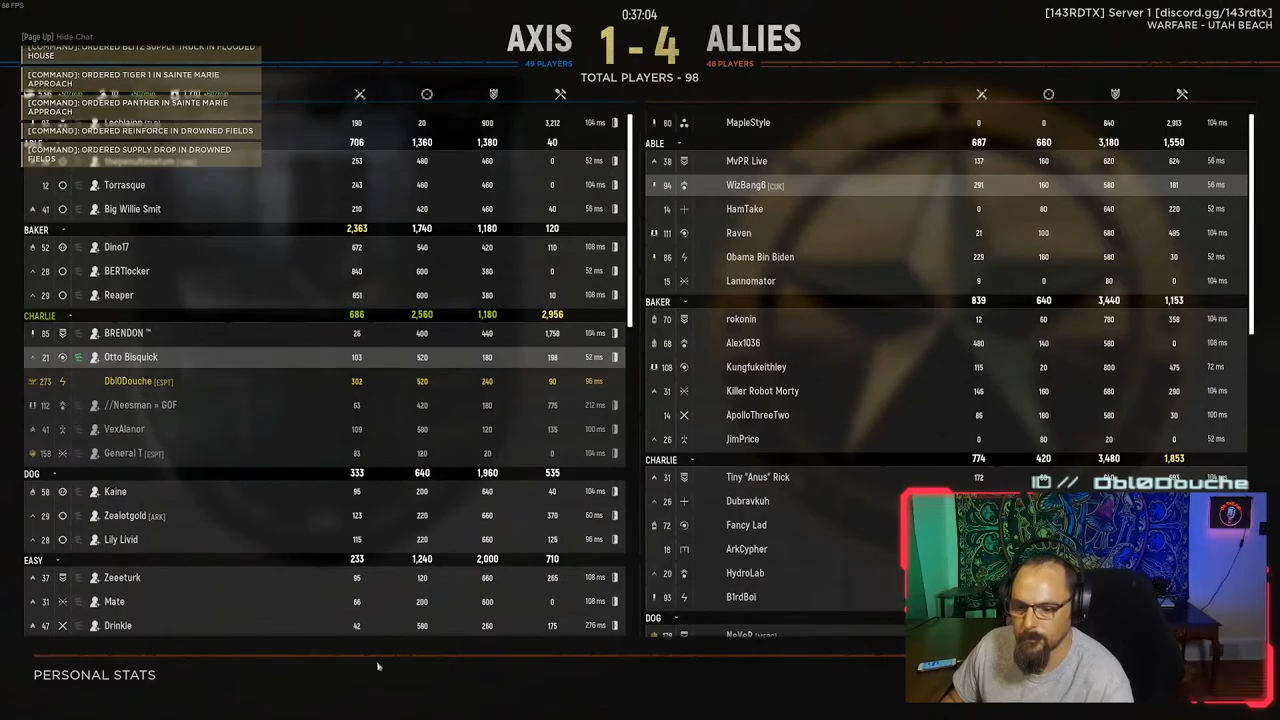 88 FPS
0:37:04
[143RDTX] Server 1 [discord.gg/143rdtx]
WARFARE - UTAH BEACH
AXIS 1 - 4 ALLIES
49 PLAYERS
48 PLAYERS
TOTAL PLAYERS - 98
[Page Up] Hide Chat
[COMMAND]: ORDERED BLITZ SUPPLY TRUCK IN FLOODED
HOUSE
[COMMAND]: ORDERED TIGER 1 IN SAINTE MARIE
APPROACH
[COMMAND]: ORDERED PANTHER IN SAINTE MARIE
APPROACH
[COMMAND]: ORDERED REINFORCE IN DROWNED FIELDS
[COMMAND]: ORDERED SUPPLY DROP IN DROWNED
FIELDS
190 20 900 3,212 104 ms
706 1,360 1,380 40
253 480 460 0 52 ms
12 Torrasque 243 460 460 0 104 ms
41 Big Willie Smit 210 420 460 40 56 ms
BAKER 2,363 1,740 1,180 120
52 Dino17 672 540 420 110 108 ms
28 BERTlocker 840 600 380 0 52 ms
29 Reaper 851 600 380 10 108 ms
CHARLIE 686 2,560 1,180 2,956
85 BRENDON ™ 26 400 440 1,758 104 ms
21 Otto Bisquick 103 520 180 198 52 ms
273 Dbl0Douche [ESPT] 302 520 240 90 96 ms
112 //Neesman » GOF 63 420 180 775 212 ms
41 VexAlanor 109 580 120 135 100 ms
158 General T [ESPT] 83 120 20 0 104 ms
DOG 333 640 1,960 535
58 Kaine 95 200 640 40 104 ms
29 Zealotgold [ARK] 123 220 660 370 60 ms
28 Lily Livid 115 220 660 125 96 ms
EASY 233 1,240 2,000 710
37 Zeeturk 95 120 660 265 108 ms
31 Mate 66 200 600 0 108 ms
47 Drinkle 42 580 260 175 276 ms
PERSONAL STATS
80 MapleStyle 0 0 840 2,913 104 ms
ABLE 687 660 3,180 1,550
38 MvPR Live 137 160 620 624 56 ms
94 WizBang6 [CUK] 291 160 580 181 56 ms
14 HamTake 0 80 640 220 52 ms
111 Raven 21 100 680 495 104 ms
86 Obama Bin Biden 229 160 580 30 104 ms
15 Lannomator 9 0 80 0 104 ms
BAKER 839 640 3,440 1,153
70 rokonin 12 60 780 358 104 ms
68 Alex1036 480 140 580 0 108 ms
108 Kungfukeithley 115 20 800 475 72 ms
31 Killer Robot Morty 146 160 680 290 104 ms
14 ApolloThreeTwo 86 180 580 30 100 ms
26 JimPrice 0 80 20 0 52 ms
CHARLIE 774 420 3,480 1,853
31 Tiny "Anus" Rick 172
26 Dubravkuh
72 Fancy Lad
18 ArkCypher
20 HydroLab
93 B1rdBoi
DOG
ID // Dbl0Douche